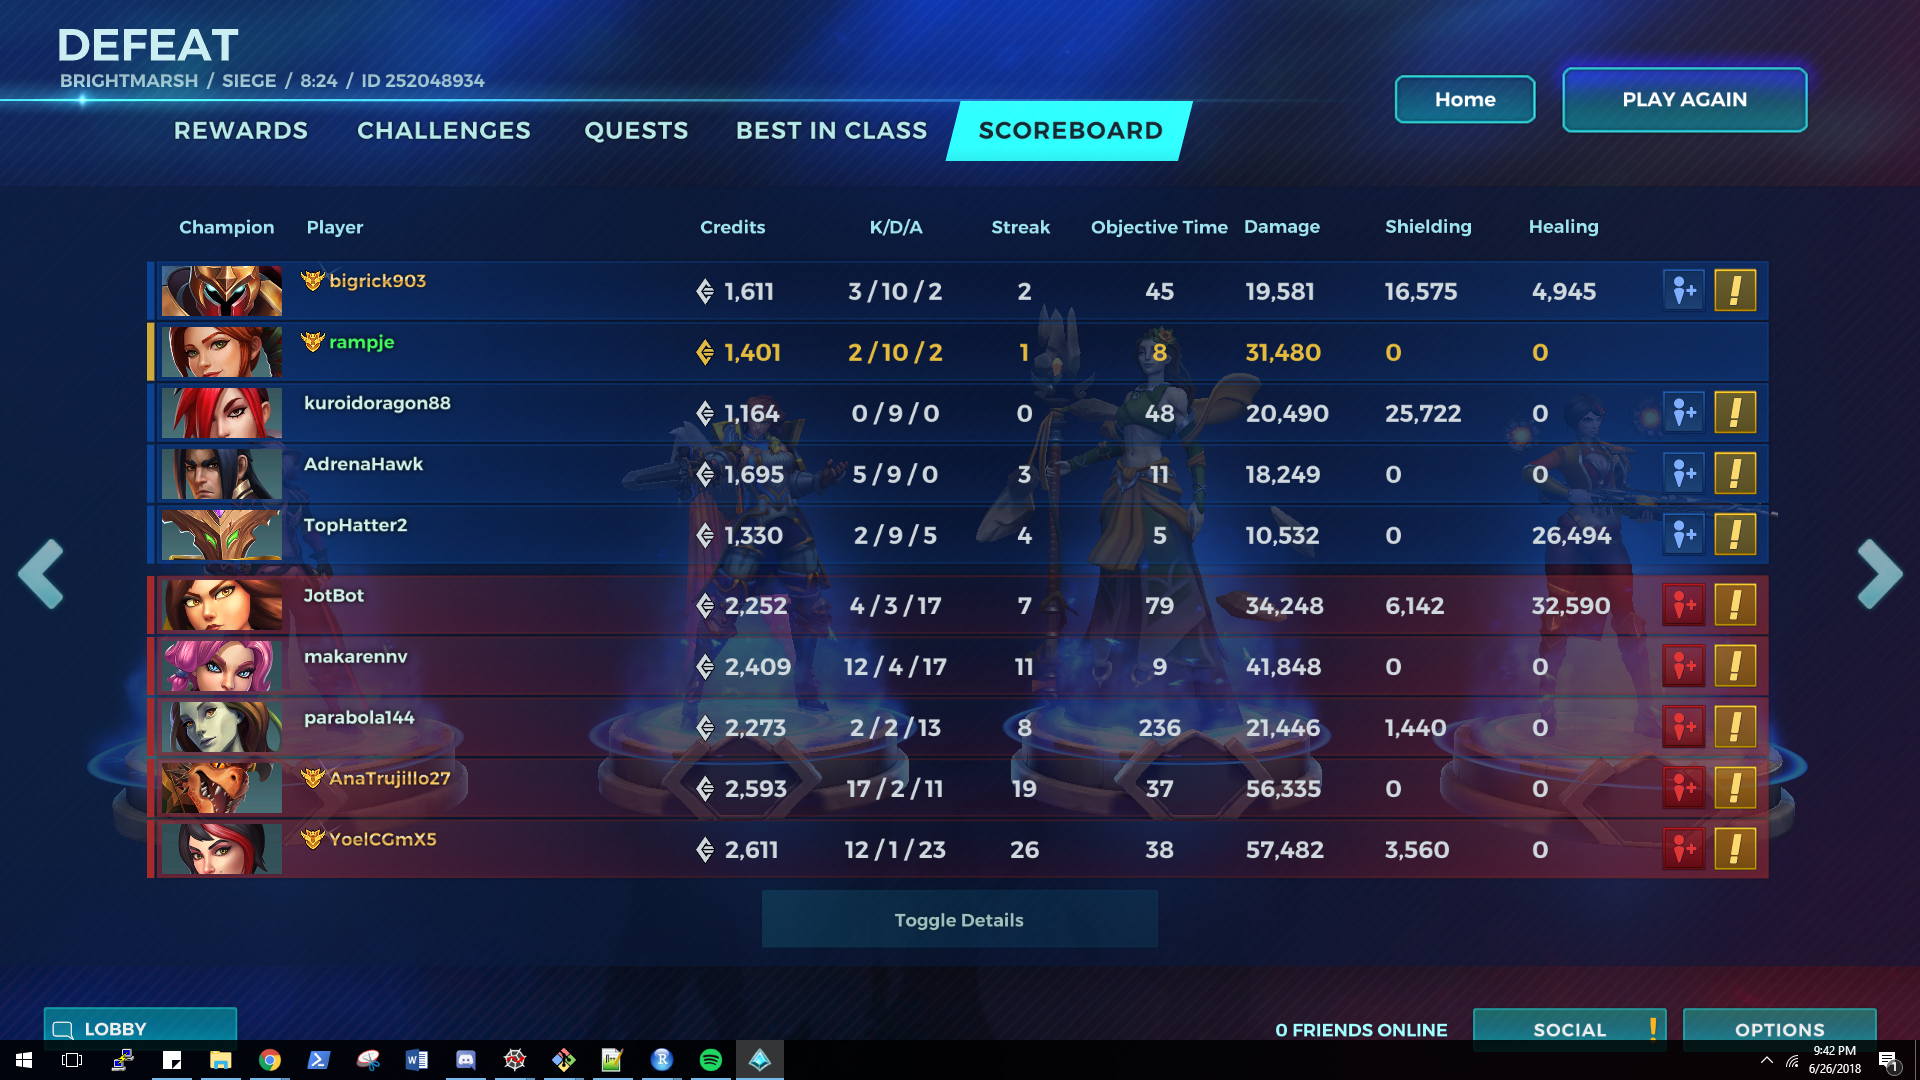 DEFEAT
BRIGHTMARSH / SIEGE / 8:24 / ID 252048934
Home
PLAY AGAIN
REWARDS CHALLENGES QUESTS BEST IN CLASS SCOREBOARD
Champion Player Credits K/D/A Streak Objective Time Damage Shielding Healing
bigrick903 1,611 3 / 10 / 2 2 45 19,581 16,575 4,945
rampje 1,401 2 / 10 / 2 1 8 31,480 0 0
kuroidoragon88 1,164 0 / 9 / 0 0 48 20,490 25,722 0
AdrenaHawk 1,695 5 / 9 / 0 3 11 18,249 0 0
TopHatter2 1,330 2 / 9 / 5 4 5 10,532 0 26,494
JotBot 2,252 4 / 3 / 17 7 79 34,248 6,142 32,590
makarennv 2,409 12 / 4 / 17 11 9 41,848 0 0
parabola144 2,273 2 / 2 / 13 8 236 21,446 1,440 0
AnaTrujillo27 2,593 17 / 2 / 11 19 37 56,335 0 0
YoelCGmX5 2,611 12 / 1 / 23 26 38 57,482 3,560 0
Toggle Details
LOBBY
0 FRIENDS ONLINE
SOCIAL !
OPTIONS
9:42 PM
6/26/2018
1